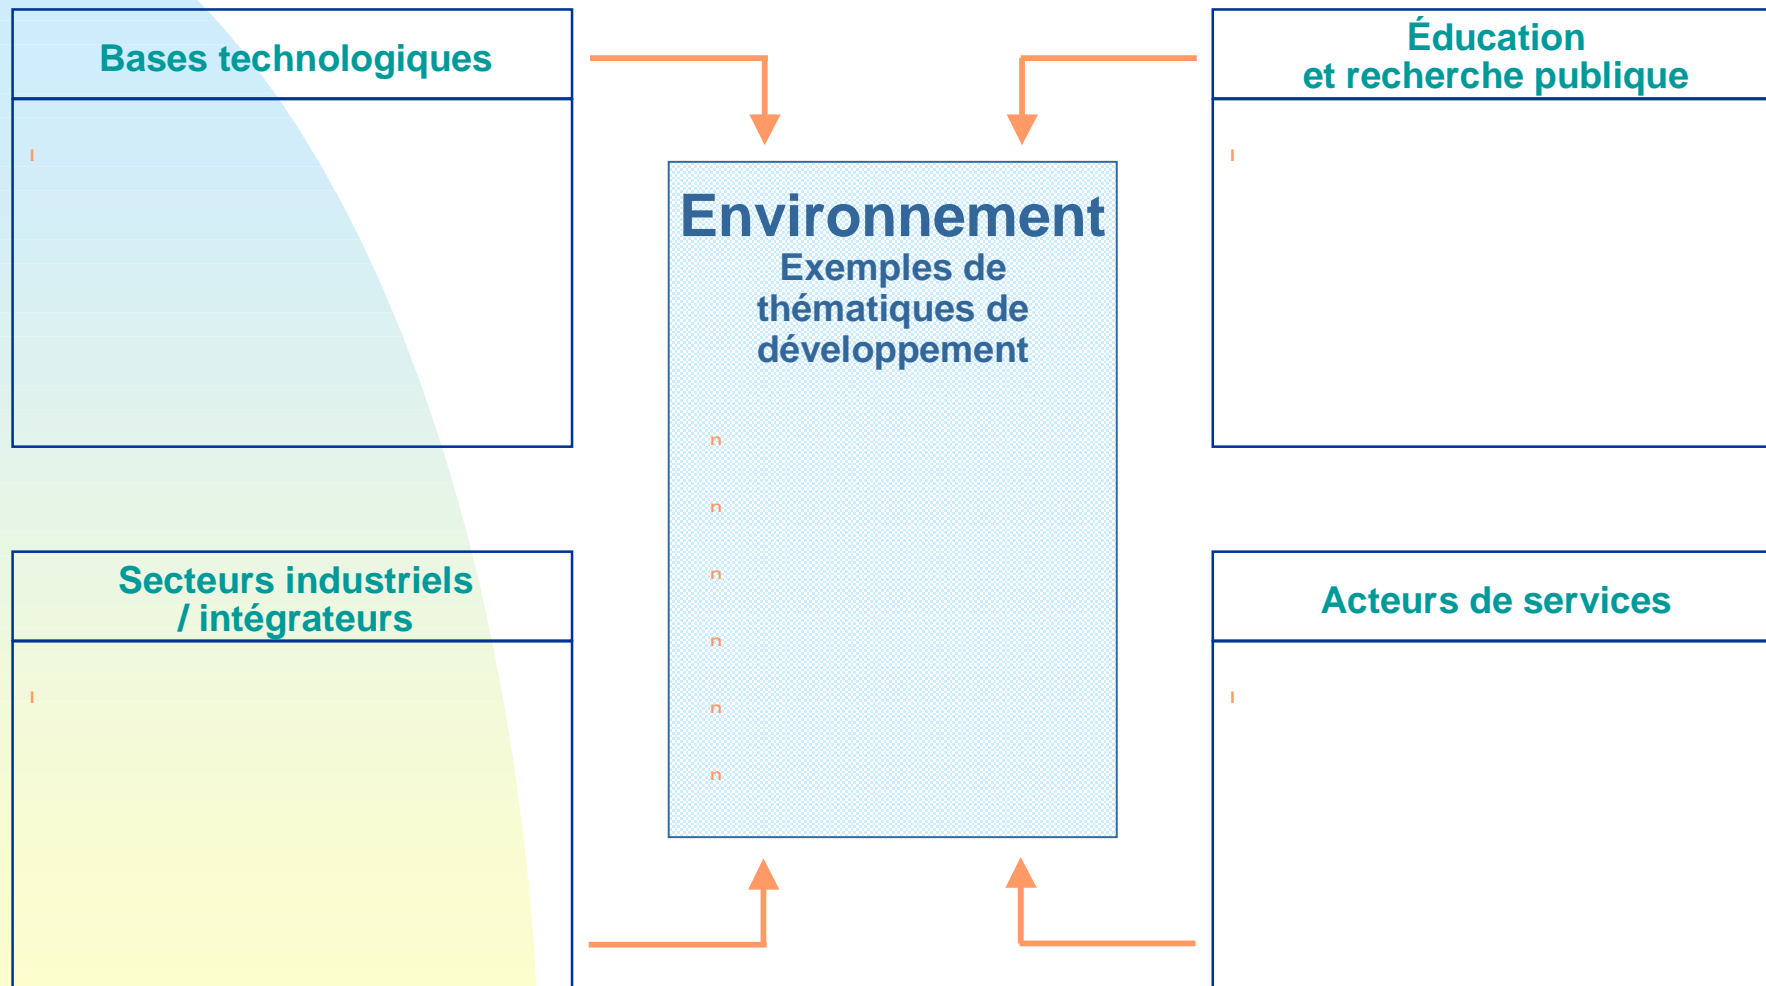 Bases technologiques
Éducation
et recherche publique
l
l
Environnement
Exemples de
thématiques de
développement
n
n
n
n
n
n
Secteurs industriels
/ intégrateurs
Acteurs de services
l
l